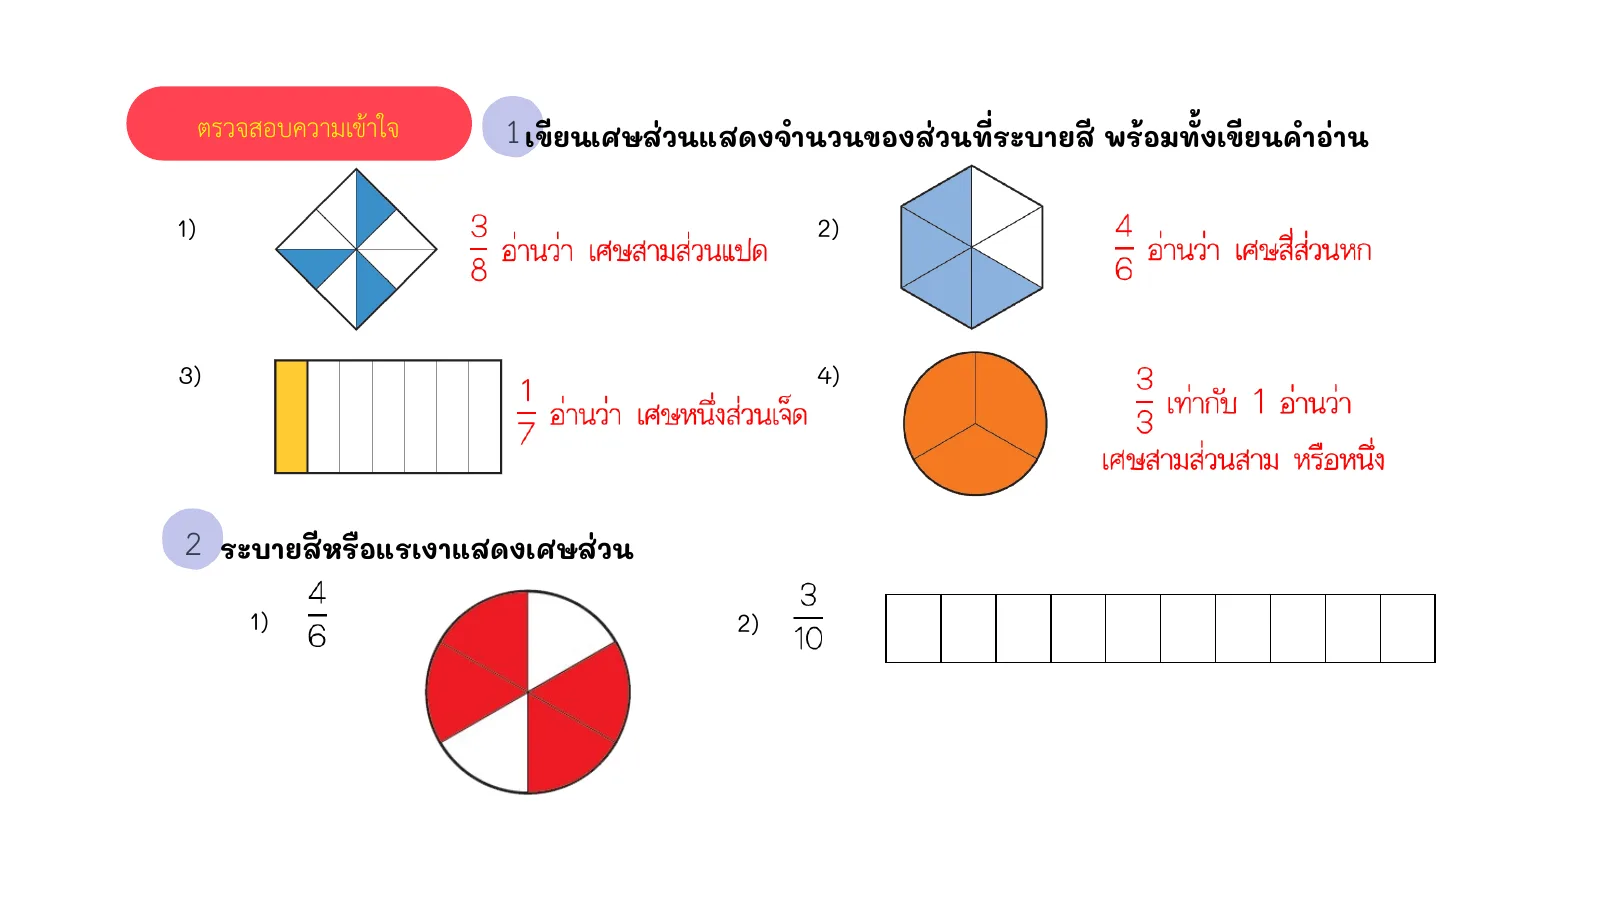 ตรวจสอบความเข้าใจ
1 เขียนเศษส่วนแสดงจำนวนของส่วนที่ระบายสี พร้อมทั้งเขียนคำอ่าน
1) 3/8 อ่านว่า เศษสามส่วนแปด
2) 4/6 อ่านว่า เศษสี่ส่วนหก
3) 1/7 อ่านว่า เศษหนึ่งส่วนเจ็ด
4) 3/3 เท่ากับ 1 อ่านว่า
เศษสามส่วนสาม หรือหนึ่ง
2 ระบายสีหรือแรเงาแสดงเศษส่วน
1) 4/6
2) 3/10